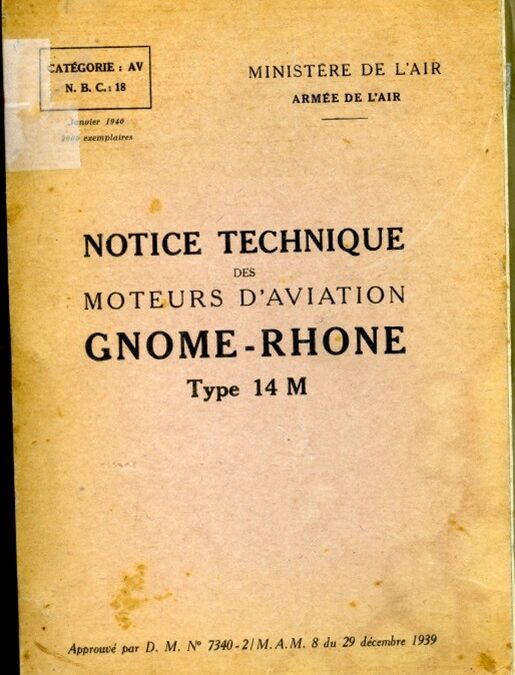 CATÉGORIE : AV
N. B. C. : 18
Janvier 1940
exemplaires
MINISTÈRE DE L'AIR
ARMÉE DE L'AIR
NOTICE TECHNIQUE
DES
MOTEURS D'AVIATION
GNOME-RHONE
Type 14 M
Approuvé par D. M. Nº 7340-2/M. A. M. 8 du 29 décembre 1939